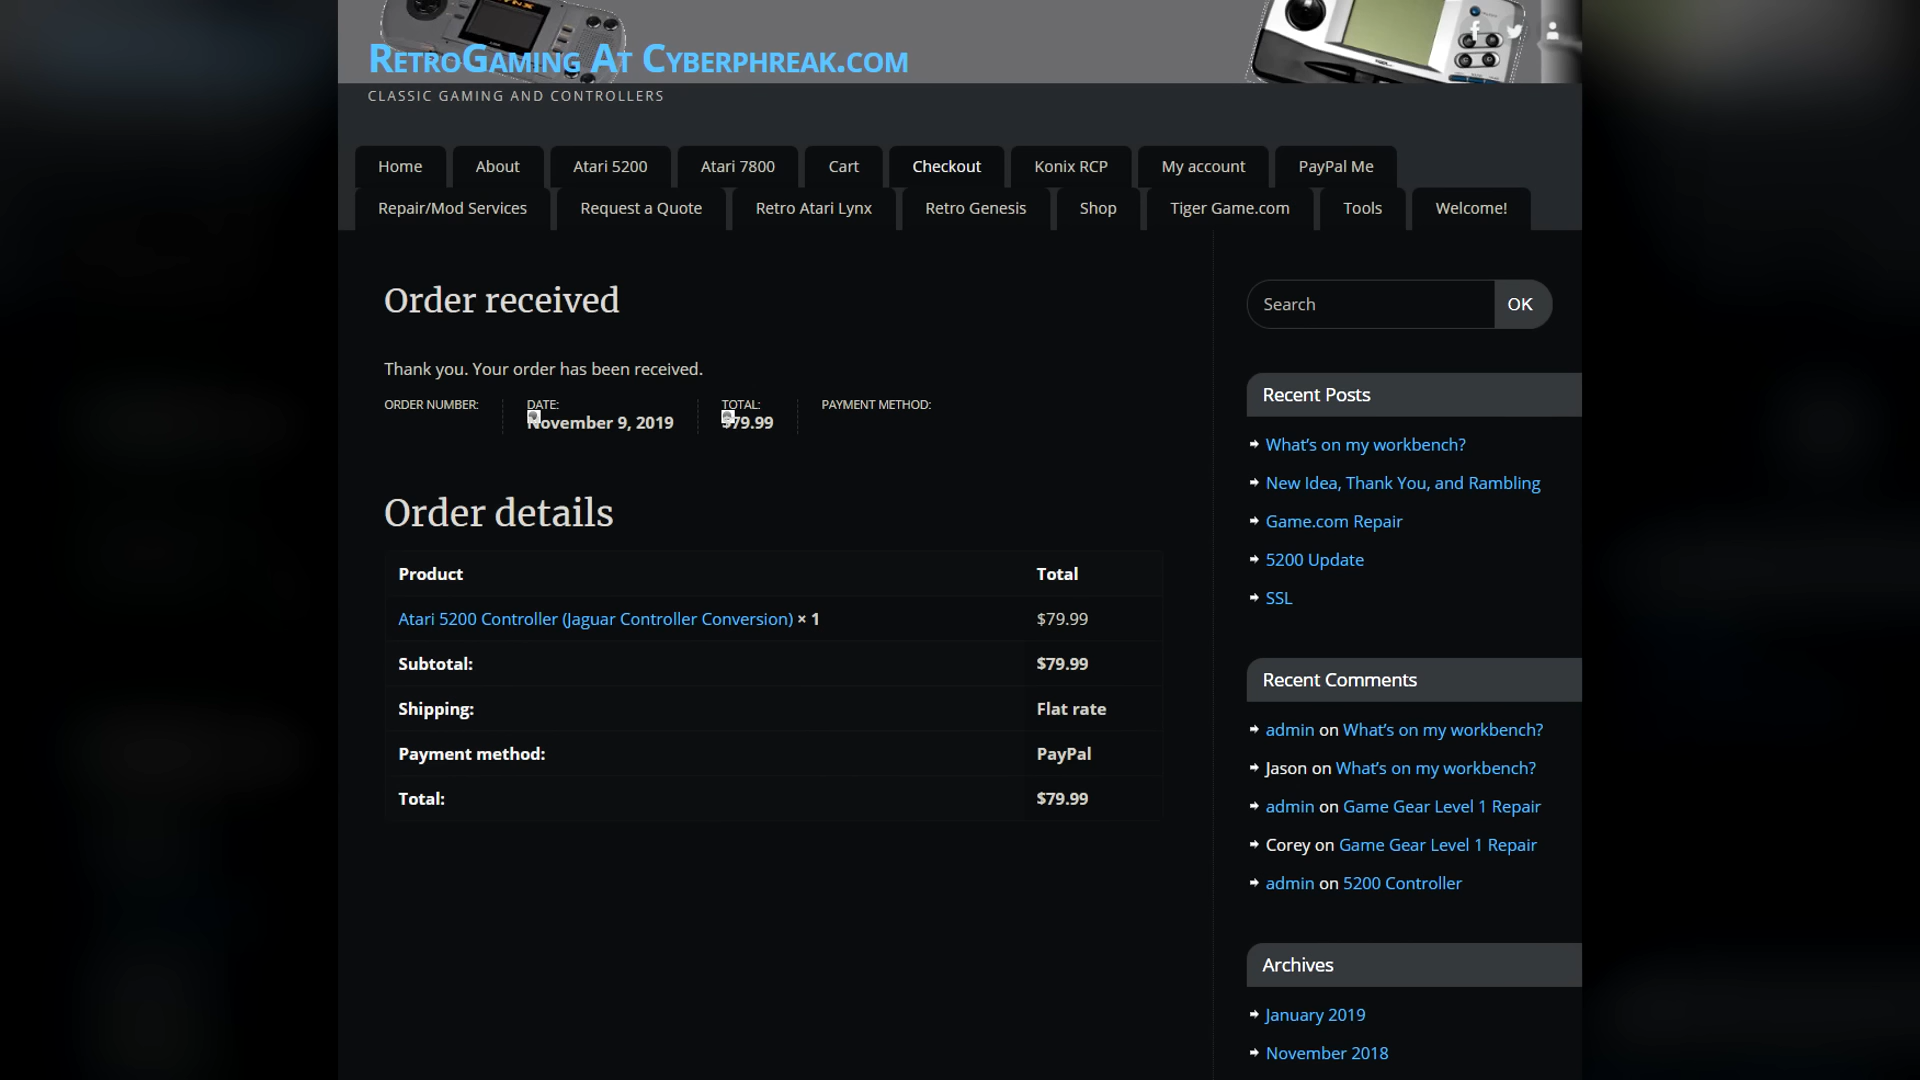 RetroGaming At Cyberphreak.com
CLASSIC GAMING AND CONTROLLERS
Home About Atari 5200 Atari 7800 Cart Checkout Konix RCP My account PayPal Me
Repair/Mod Services Request a Quote Retro Atari Lynx Retro Genesis Shop Tiger Game.com Tools Welcome!
Order received
Thank you. Your order has been received.
ORDER NUMBER: DATE: TOTAL: PAYMENT METHOD:
November 9, 2019 $79.99
Order details
Product Total
Atari 5200 Controller (Jaguar Controller Conversion) × 1 $79.99
Subtotal: $79.99
Shipping: Flat rate
Payment method: PayPal
Total: $79.99
Search OK
Recent Posts
What’s on my workbench?
New Idea, Thank You, and Rambling
Game.com Repair
5200 Update
SSL
Recent Comments
admin on What’s on my workbench?
Jason on What’s on my workbench?
admin on Game Gear Level 1 Repair
Corey on Game Gear Level 1 Repair
admin on 5200 Controller
Archives
January 2019
November 2018